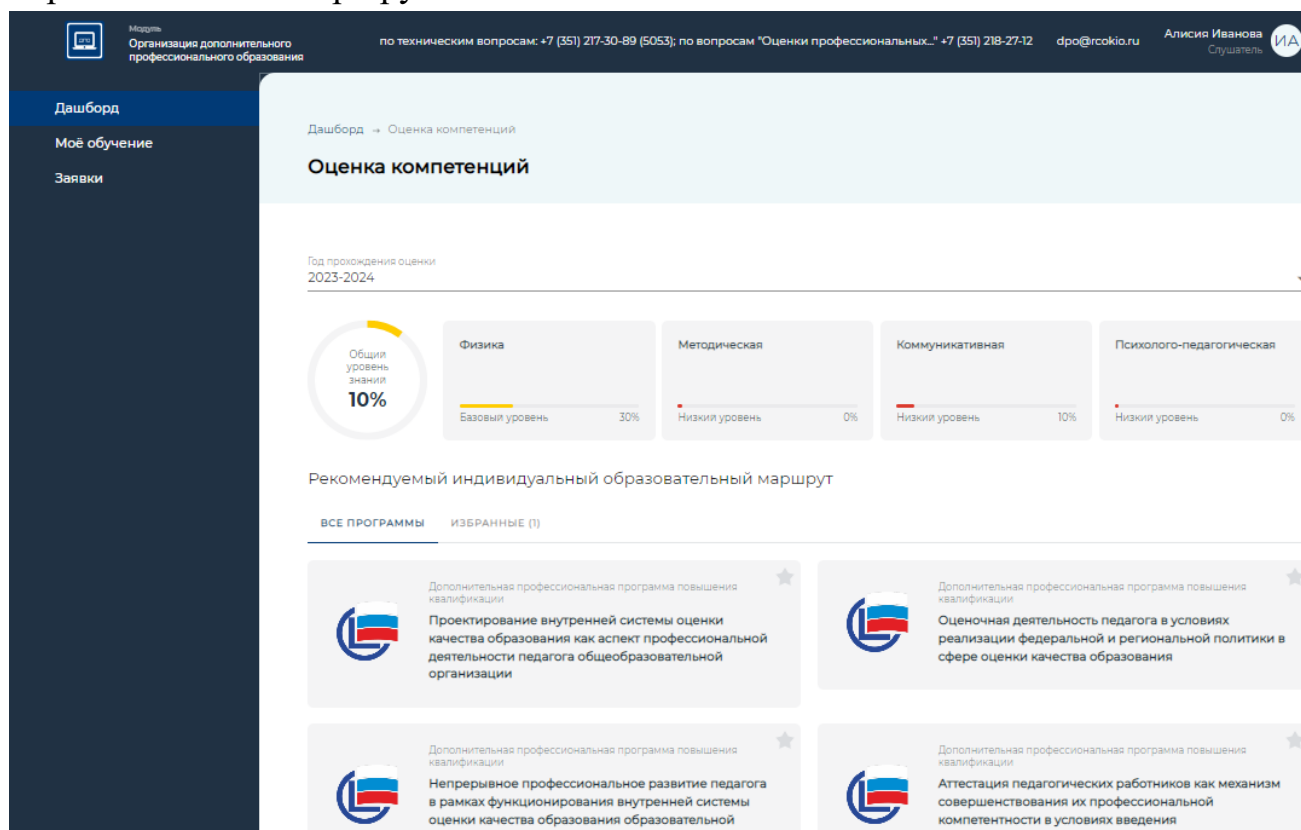 Модуль
Организация дополнительного
профессионального образования
по техническим вопросам: +7 (351) 217-30-89 (5053); по вопросам "Оценки профессиональных..." +7 (351) 218-27-12
dpo@rcokio.ru
Алисия Иванова
Слушатель
ИА
Дашборд
Моё обучение
Заявки
Дашборд → Оценка компетенций
Оценка компетенций
Год прохождения оценки
2023-2024
Общий
уровень
знаний
10%
Физика
Базовый уровень 30%
Методическая
Низкий уровень 0%
Коммуникативная
Низкий уровень 10%
Психолого-педагогическая
Низкий уровень 0%
Рекомендуемый индивидуальный образовательный маршрут
ВСЕ ПРОГРАММЫ ИЗБРАННЫЕ (1)
Дополнительная профессиональная программа повышения
квалификации
Проектирование внутренней системы оценки
качества образования как аспект профессиональной
деятельности педагога общеобразовательной
организации
Дополнительная профессиональная программа повышения
квалификации
Оценочная деятельность педагога в условиях
реализации федеральной и региональной политики в
сфере оценки качества образования
Дополнительная профессиональная программа повышения
квалификации
Непрерывное профессиональное развитие педагога
в рамках функционирования внутренней системы
оценки качества образования образовательной
Дополнительная профессиональная программа повышения
квалификации
Аттестация педагогических работников как механизм
совершенствования их профессиональной
компетентности в условиях введения